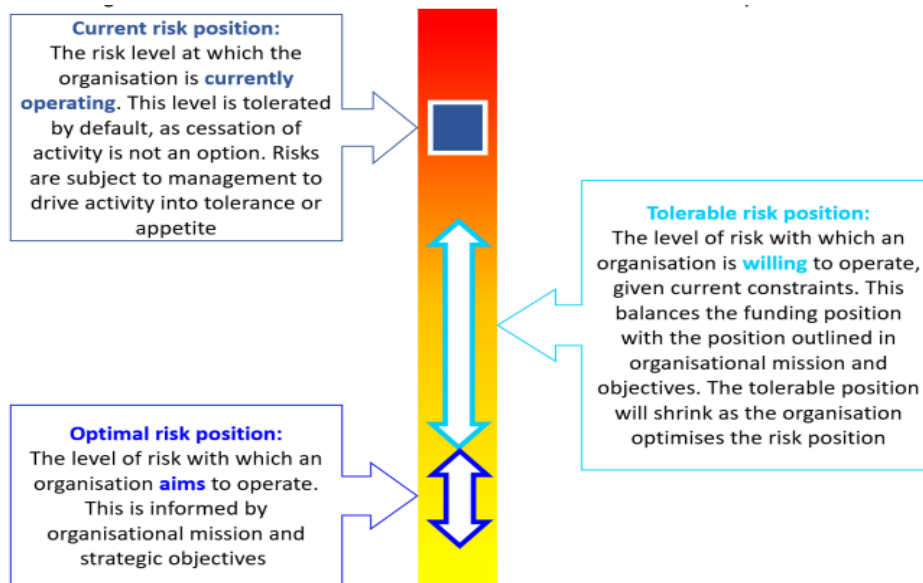 Current risk position:
The risk level at which the
organisation is currently
operating. This level is tolerated
by default, as cessation of
activity is not an option. Risks
are subject to management to
drive activity into tolerance or
appetite
Tolerable risk position:
The level of risk with which an
organisation is willing to operate,
given current constraints. This
balances the funding position
with the position outlined in
organisational mission and
objectives. The tolerable position
will shrink as the organisation
optimises the risk position
Optimal risk position:
The level of risk with which an
organisation aims to operate.
This is informed by
organisational mission and
strategic objectives